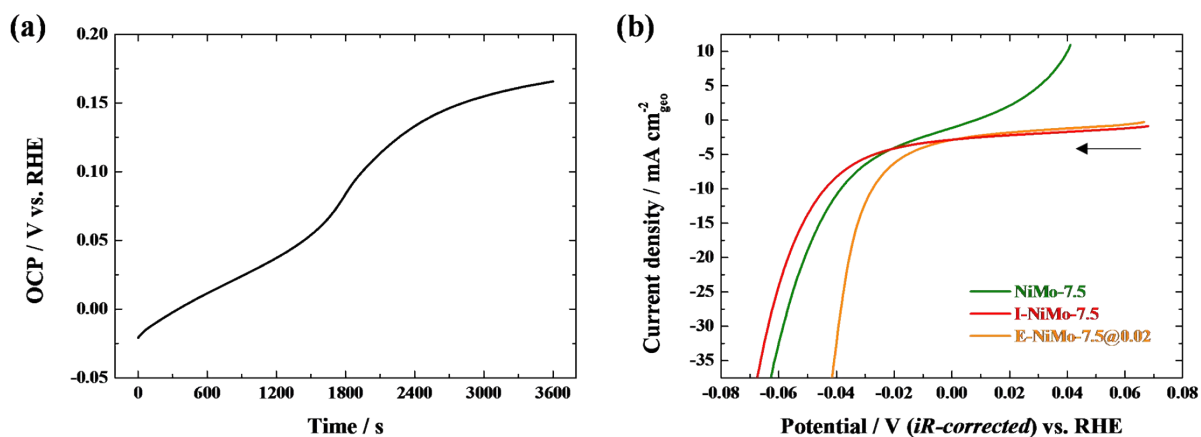 (a)
OCP / V vs. RHE
0.20
0.15
0.10
0.05
0.00
-0.05
0 600 1200 1800 2400 3000 3600
Time / s
(b)
Current density / mA cm⁻²geo
10
5
0
-5
-10
-15
-20
-25
-30
-35
NiMo-7.5
I-NiMo-7.5
E-NiMo-7.5@0.02
-0.08 -0.06 -0.04 -0.02 0.00 0.02 0.04 0.06 0.08
Potential / V (iR-corrected) vs. RHE